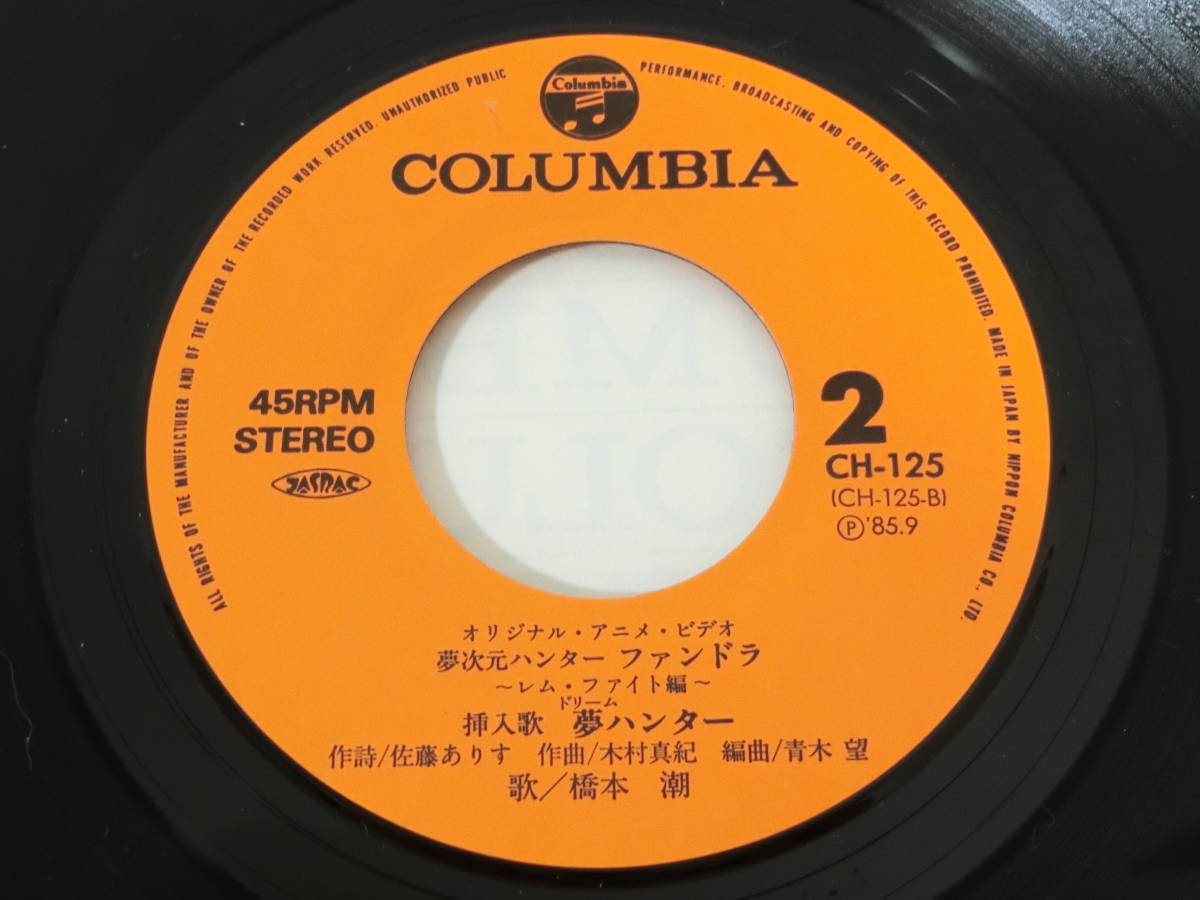 Columbia
COLUMBIA
ALL RIGHTS OF THE MANUFACTURER AND OF THE OWNER OF THE RECORDED WORK RESERVED. UNAUTHORIZED PUBLIC PERFORMANCE, BROADCASTING AND COPYING OF THIS RECORD PROHIBITED. MADE IN JAPAN BY NIPPON COLUMBIA CO., LTD.
45RPM
STEREO
JASRAC
2
CH-125
(CH-125-B)
Ⓟ'85.9
オリジナル・アニメ・ビデオ
夢次元ハンター ファンドラ
~レム・ファイト編~
ドリーム
挿入歌 夢ハンター
作詩/佐藤ありす 作曲/木村真紀 編曲/青木 望
歌/橋本 潮